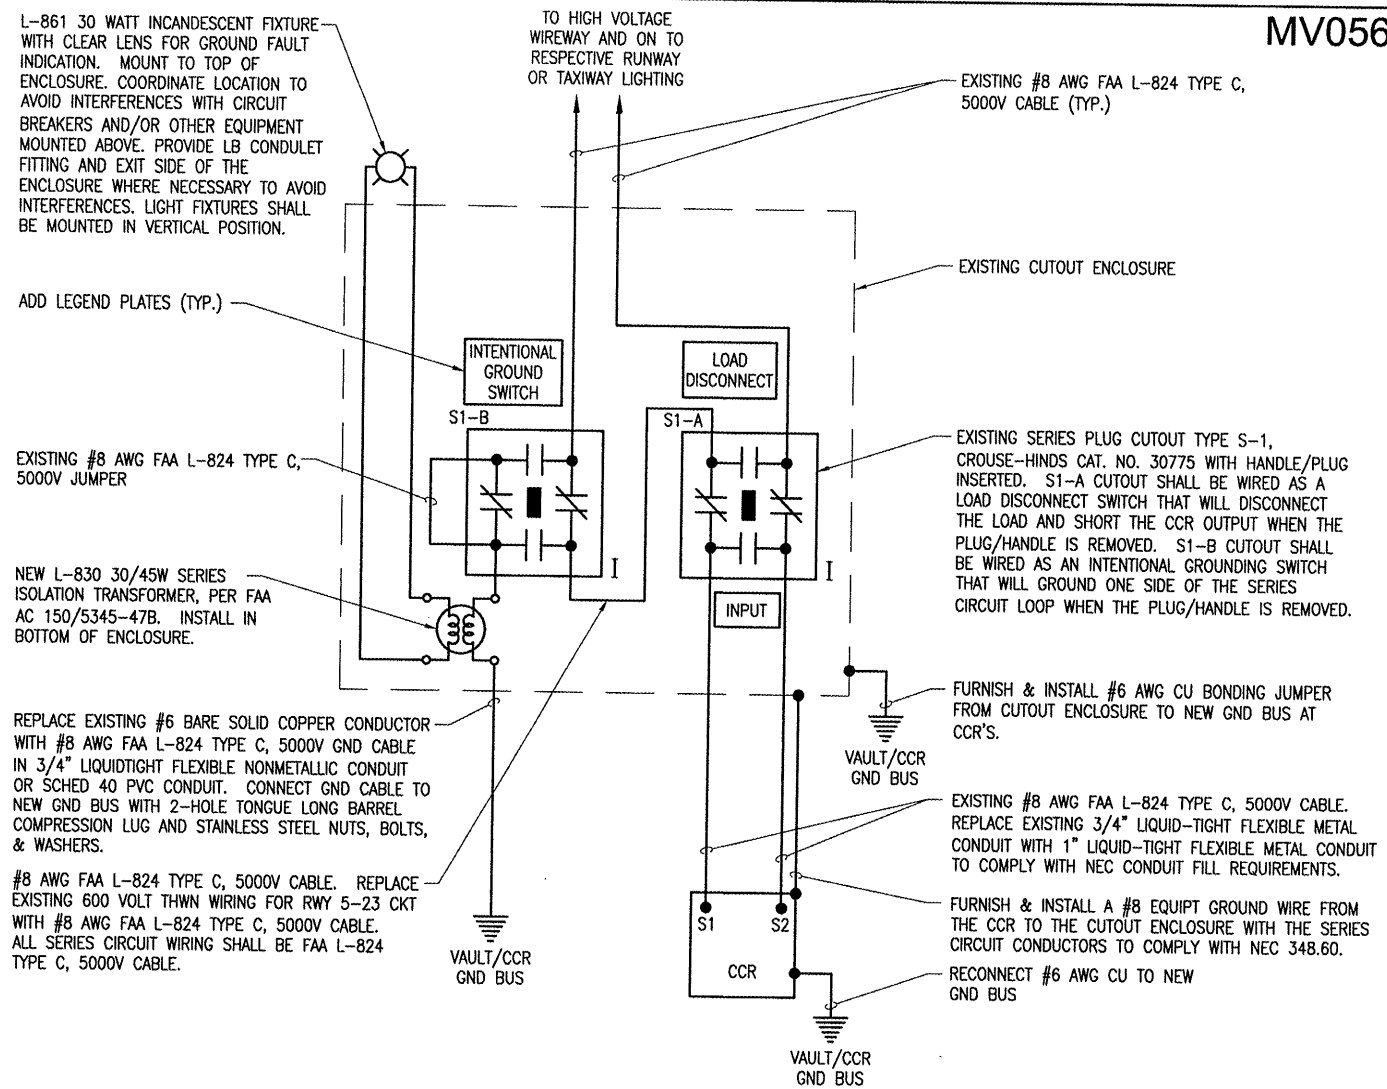 MV056
L-861 30 WATT INCANDESCENT FIXTURE
WITH CLEAR LENS FOR GROUND FAULT
INDICATION. MOUNT TO TOP OF
ENCLOSURE. COORDINATE LOCATION TO
AVOID INTERFERENCES WITH CIRCUIT
BREAKERS AND/OR OTHER EQUIPMENT
MOUNTED ABOVE. PROVIDE LB CONDULET
FITTING AND EXIT SIDE OF THE
ENCLOSURE WHERE NECESSARY TO AVOID
INTERFERENCES. LIGHT FIXTURES SHALL
BE MOUNTED IN VERTICAL POSITION.
TO HIGH VOLTAGE
WIREWAY AND ON TO
RESPECTIVE RUNWAY
OR TAXIWAY LIGHTING
EXISTING #8 AWG FAA L-824 TYPE C,
5000V CABLE (TYP.)
EXISTING CUTOUT ENCLOSURE
ADD LEGEND PLATES (TYP.)
INTENTIONAL
GROUND
SWITCH
LOAD
DISCONNECT
S1-B
S1-A
EXISTING #8 AWG FAA L-824 TYPE C,
5000V JUMPER
EXISTING SERIES PLUG CUTOUT TYPE S-1,
CROUSE-HINDS CAT. NO. 30775 WITH HANDLE/PLUG
INSERTED. S1-A CUTOUT SHALL BE WIRED AS A
LOAD DISCONNECT SWITCH THAT WILL DISCONNECT
THE LOAD AND SHORT THE CCR OUTPUT WHEN THE
PLUG/HANDLE IS REMOVED. S1-B CUTOUT SHALL
BE WIRED AS AN INTENTIONAL GROUNDING SWITCH
THAT WILL GROUND ONE SIDE OF THE SERIES
CIRCUIT LOOP WHEN THE PLUG/HANDLE IS REMOVED.
I
I
NEW L-830 30/45W SERIES
ISOLATION TRANSFORMER, PER FAA
AC 150/5345-47B. INSTALL IN
BOTTOM OF ENCLOSURE.
INPUT
REPLACE EXISTING #6 BARE SOLID COPPER CONDUCTOR
WITH #8 AWG FAA L-824 TYPE C, 5000V GND CABLE
IN 3/4" LIQUIDTIGHT FLEXIBLE NONMETALLIC CONDUIT
OR SCHED 40 PVC CONDUIT. CONNECT GND CABLE TO
NEW GND BUS WITH 2-HOLE TONGUE LONG BARREL
COMPRESSION LUG AND STAINLESS STEEL NUTS, BOLTS,
& WASHERS.
FURNISH & INSTALL #6 AWG CU BONDING JUMPER
FROM CUTOUT ENCLOSURE TO NEW GND BUS AT
CCR'S.
VAULT/CCR
GND BUS
EXISTING #8 AWG FAA L-824 TYPE C, 5000V CABLE.
REPLACE EXISTING 3/4" LIQUID-TIGHT FLEXIBLE METAL
CONDUIT WITH 1" LIQUID-TIGHT FLEXIBLE METAL CONDUIT
TO COMPLY WITH NEC CONDUIT FILL REQUIREMENTS.
#8 AWG FAA L-824 TYPE C, 5000V CABLE. REPLACE
EXISTING 600 VOLT THWN WIRING FOR RWY 5-23 CKT
WITH #8 AWG FAA L-824 TYPE C, 5000V CABLE.
ALL SERIES CIRCUIT WIRING SHALL BE FAA L-824
TYPE C, 5000V CABLE.
VAULT/CCR
GND BUS
S1
S2
CCR
FURNISH & INSTALL A #8 EQUIPT GROUND WIRE FROM
THE CCR TO THE CUTOUT ENCLOSURE WITH THE SERIES
CIRCUIT CONDUCTORS TO COMPLY WITH NEC 348.60.
RECONNECT #6 AWG CU TO NEW
GND BUS
VAULT/CCR
GND BUS